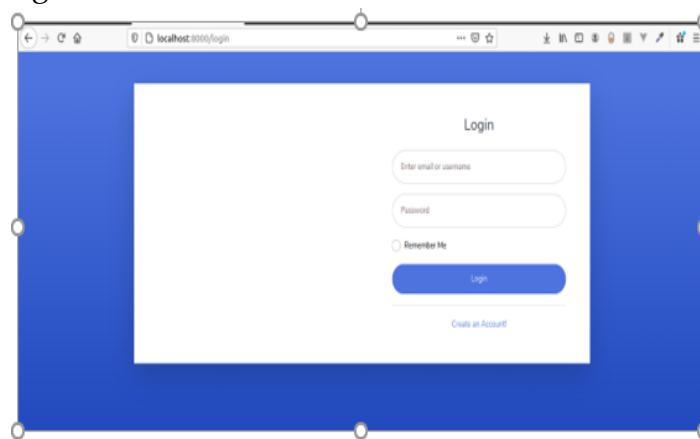 localhost:8000/login
Login
Enter email or username
Password
Remember Me
Login
Create an Account!